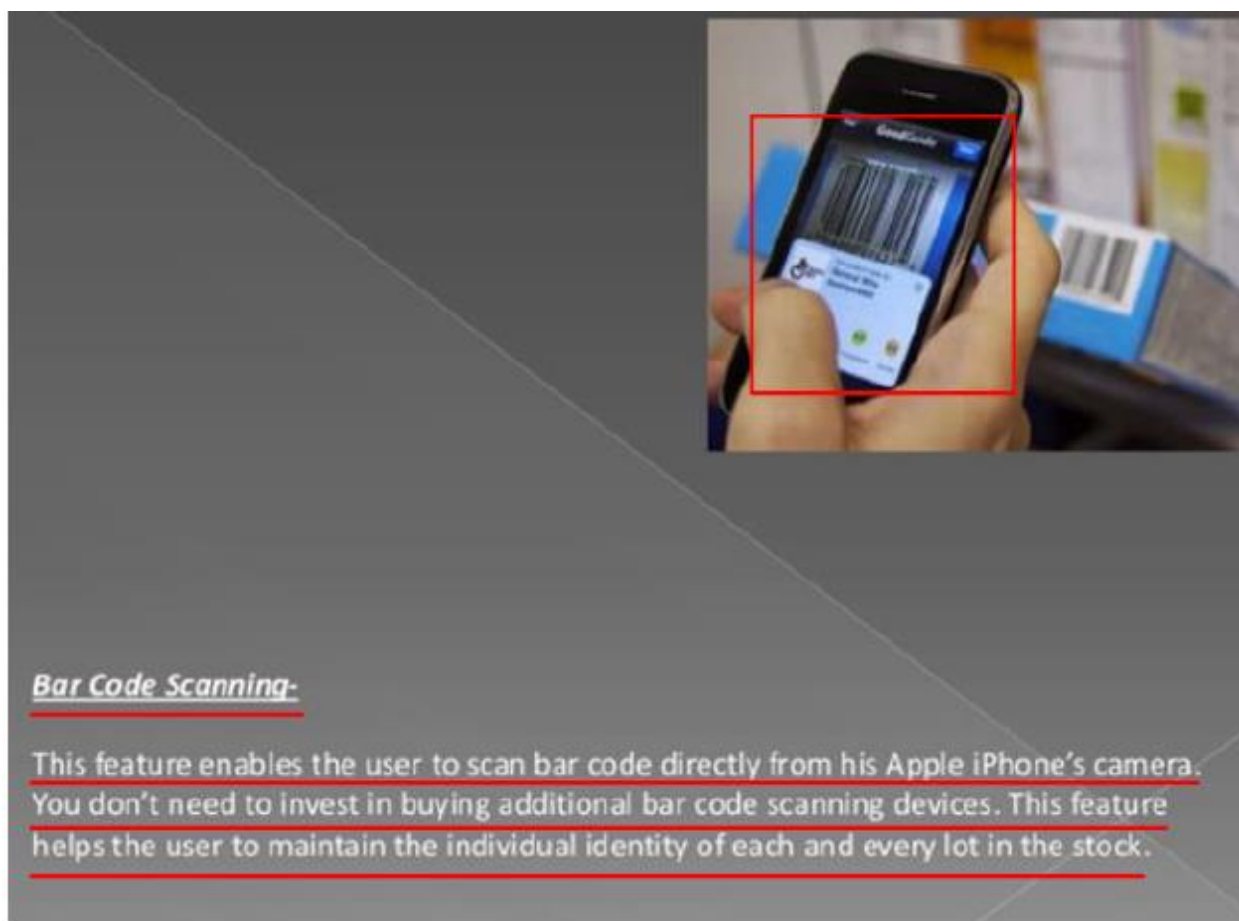 GoodGuide
Bar Code Scanning-
This feature enables the user to scan bar code directly from his Apple iPhone's camera.
You don't need to invest in buying additional bar code scanning devices. This feature
helps the user to maintain the individual identity of each and every lot in the stock.